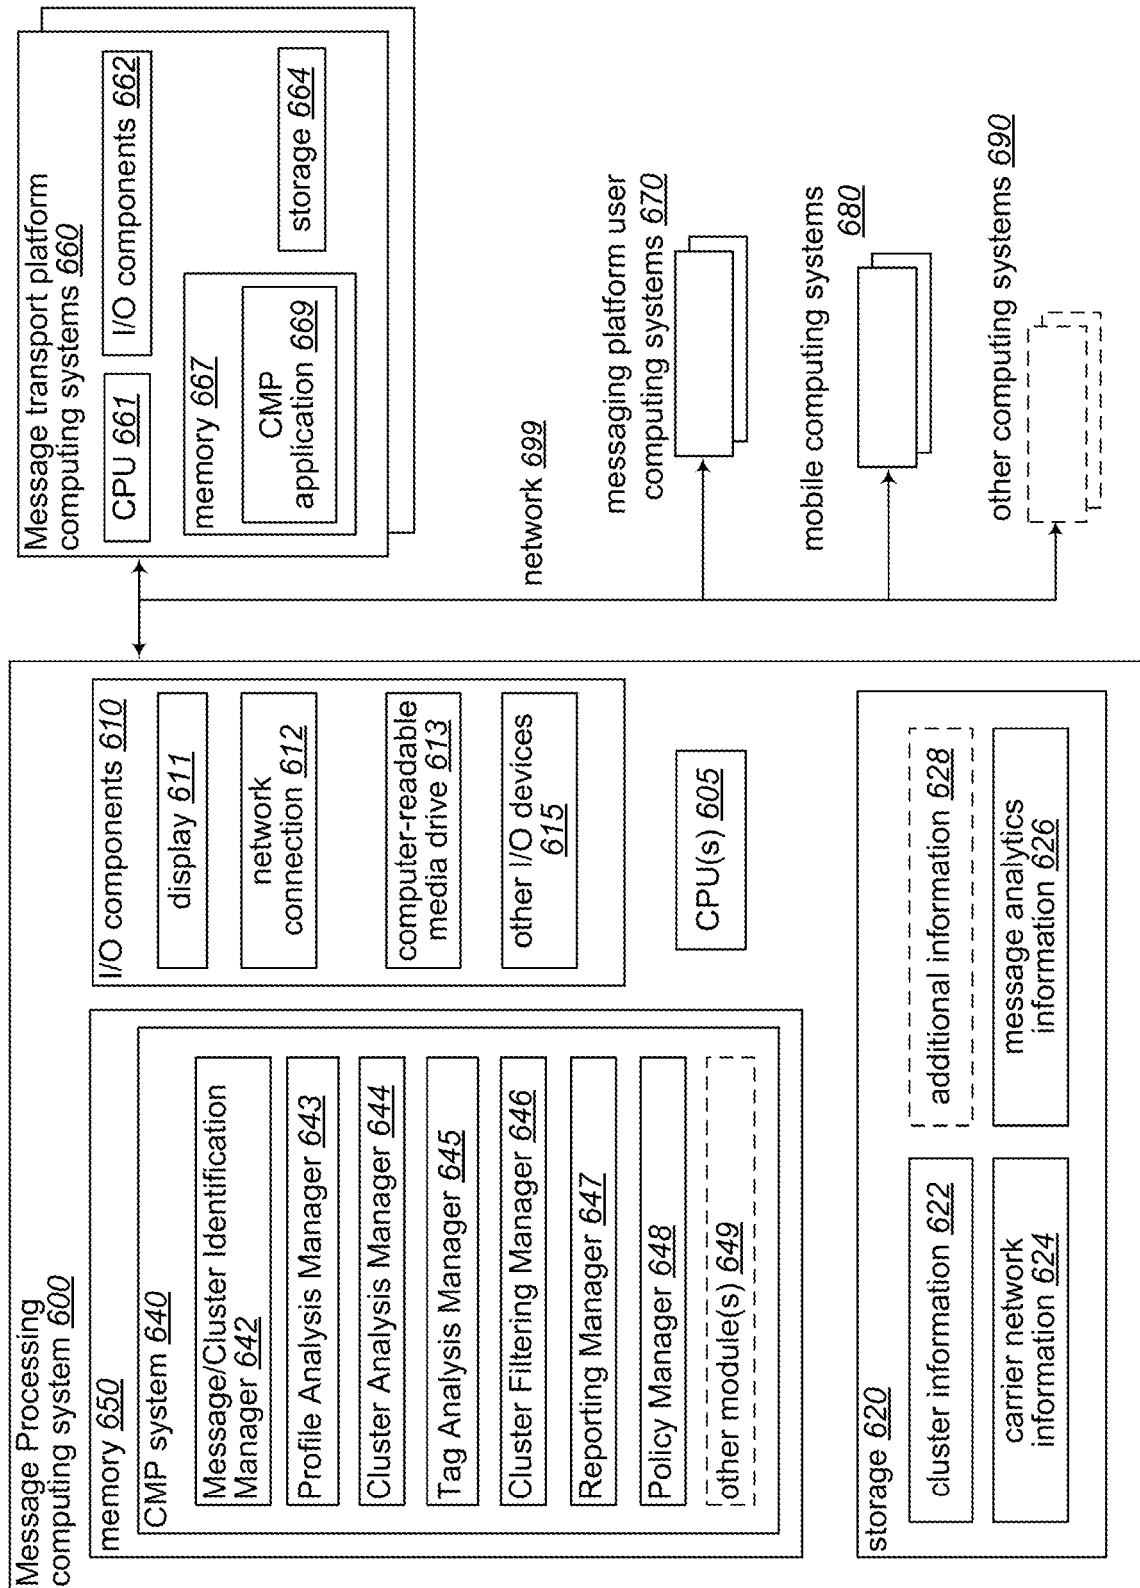 Message Processing
computing system 600
memory 650
CMP system 640
Message/Cluster Identification
Manager 642
Profile Analysis Manager 643
Cluster Analysis Manager 644
Tag Analysis Manager 645
Cluster Filtering Manager 646
Reporting Manager 647
Policy Manager 648
other module(s) 649
I/O components 610
display 611
network
connection 612
computer-readable
media drive 613
other I/O devices
615
CPU(s) 605
storage 620
cluster information 622
additional information 628
carrier network
information 624
message analytics
information 626
Message transport platform
computing systems 660
CPU 661
I/O components 662
memory 667
CMP
application 669
storage 664
network 699
messaging platform user
computing systems 670
mobile computing systems
680
other computing systems 690